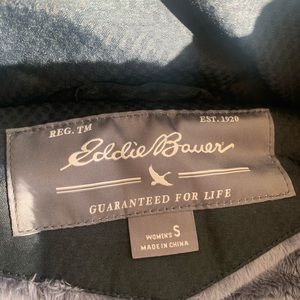 REG. TM EST. 1920
Eddie Bauer
GUARANTEED FOR LIFE
WOMEN'S S
MADE IN CHINA